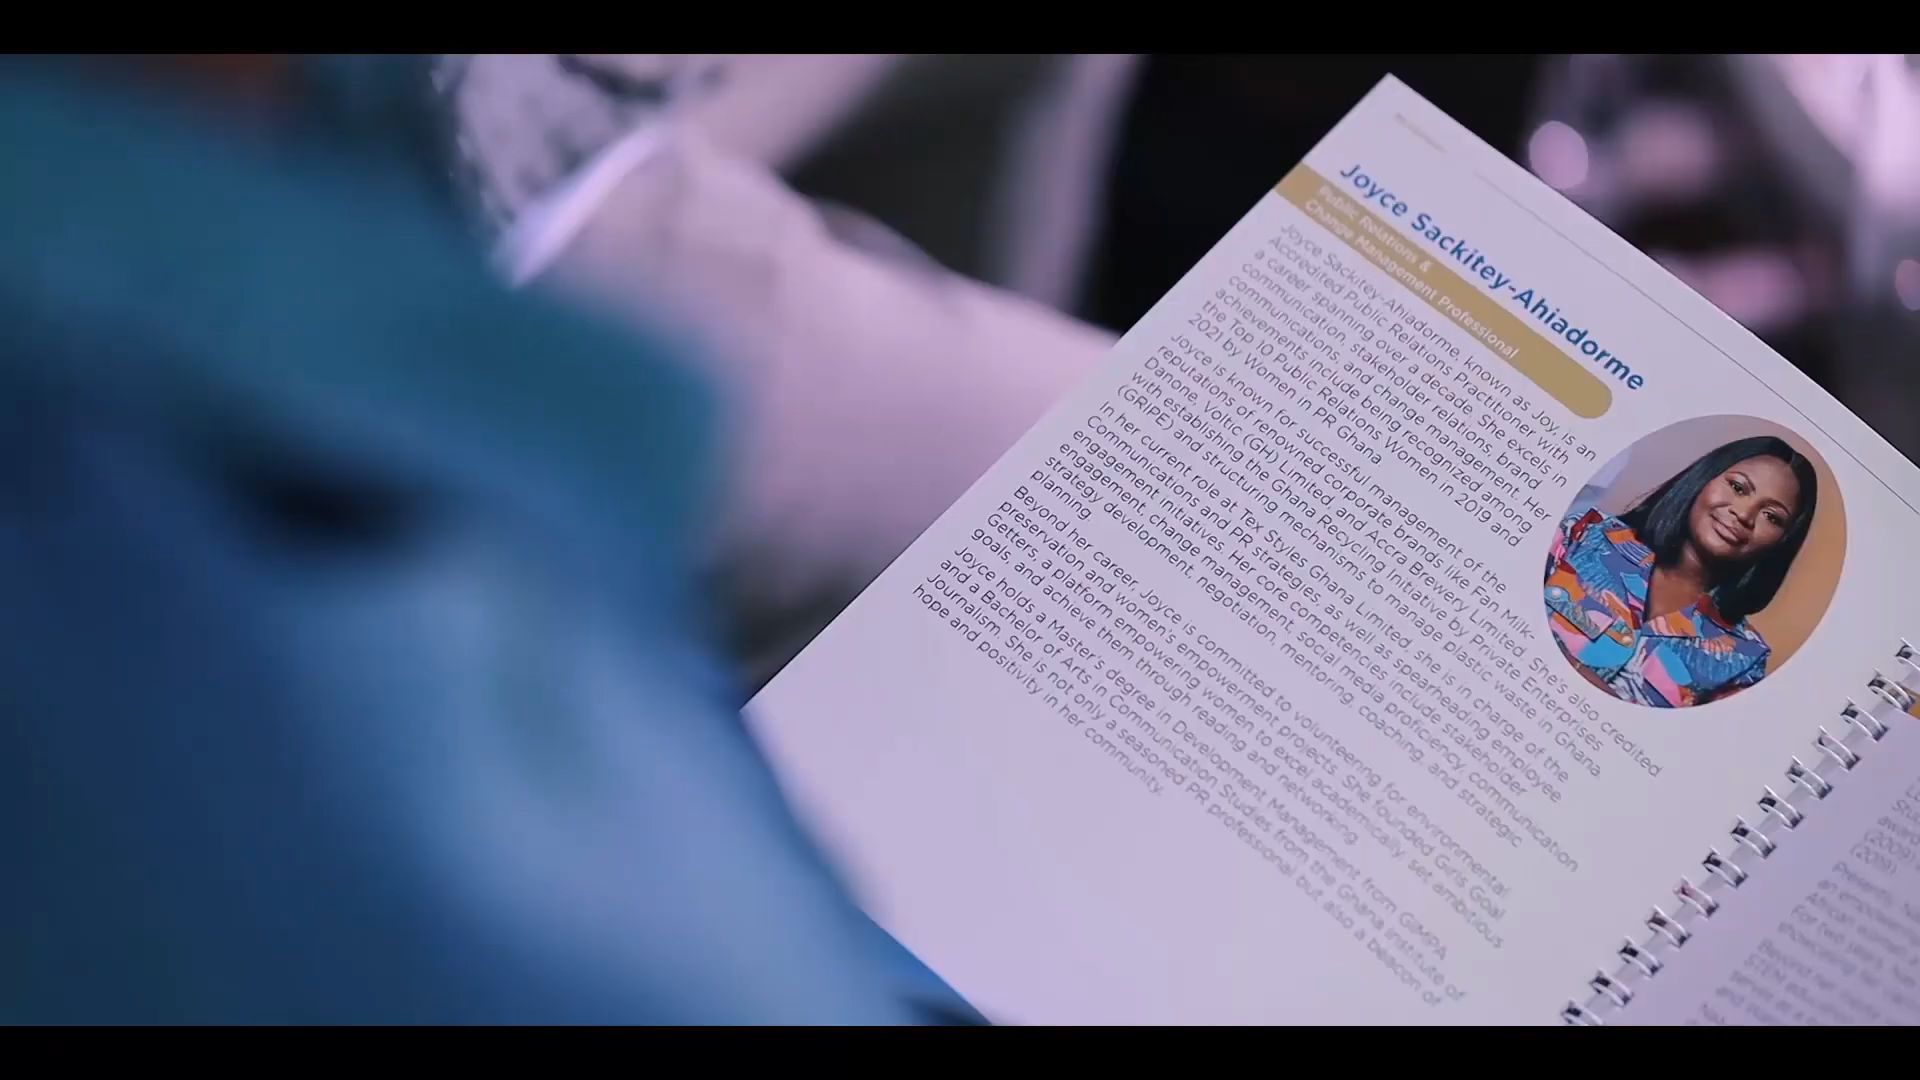 Joyce Sackitey-Ahiadorme
Public Relations &
Change Management Professional
Joyce Sackitey-Ahiadorme, known as Joy, is an
Accredited Public Relations Practitioner with
a career spanning over a decade. She excels in
communication, stakeholder relations, brand
communications, and change management. Her
achievements include being recognized among
the Top 10 Public Relations Women in 2019 and
2021 by Women in PR Ghana.
Joyce is known for successful management of the
reputations of renowned corporate brands like Fan Milk-
Danone, Voltic (GH) Limited and Accra Brewery Limited. She's also credited
with establishing the Ghana Recycling Initiative by Private Enterprises
(GRIPE) and structuring mechanisms to manage plastic waste in Ghana.
In her current role at Tex Styles Ghana Limited, she is in charge of the
Communications and PR strategies, as well as spearheading employee
engagement initiatives. Her core competencies include stakeholder
engagement, change management, social media proficiency, communication
strategy development, negotiation, mentoring, coaching, and strategic
planning.
Beyond her career, Joyce is committed to volunteering for environmental
preservation and women's empowerment projects. She founded Girls Goal
Getters, a platform empowering women to excel academically, set ambitious
goals and achieve them through reading and networking.
Joyce holds a Master's degree in Development Management from GIMPA
and a Bachelor of Arts in Communication Studies from the Ghana Institute of
Journalism. She is not only a seasoned PR professional but also a beacon of
hope and positivity in her community.
(2009)
(2019)